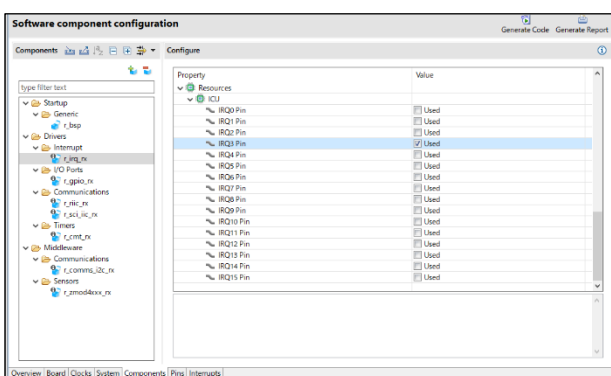 Software component configuration
Generate Code Generate Report
Components
Configure
type filter text
Startup
Generic
r_bsp
Drivers
Interrupt
r_irq_rx
I/O Ports
r_gpio_rx
Communications
r_riic_rx
r_sci_iic_rx
Timers
r_cmt_rx
Middleware
Communications
r_comms_i2c_rx
Sensors
r_zmod4xxx_rx
Property Value
Resources
ICU
IRQ0 Pin Used
IRQ1 Pin Used
IRQ2 Pin Used
IRQ3 Pin Used
IRQ4 Pin Used
IRQ5 Pin Used
IRQ6 Pin Used
IRQ7 Pin Used
IRQ8 Pin Used
IRQ9 Pin Used
IRQ10 Pin Used
IRQ11 Pin Used
IRQ12 Pin Used
IRQ13 Pin Used
IRQ14 Pin Used
IRQ15 Pin Used
Overview Board Clocks System Components Pins Interrupts